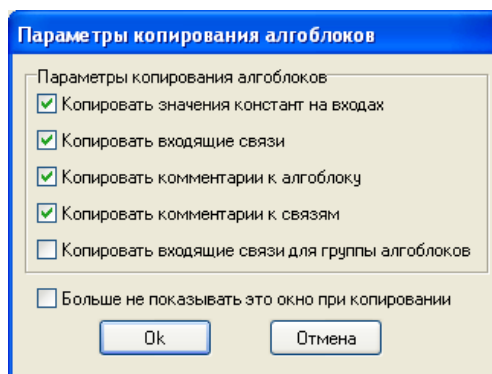 Параметры копирования алгоблоков
Параметры копирования алгоблоков
Копировать значения констант на входах
Копировать входящие связи
Копировать комментарии к алгоблоку
Копировать комментарии к связям
Копировать входящие связи для группы алгоблоков
Больше не показывать это окно при копировании
Ok
Отмена